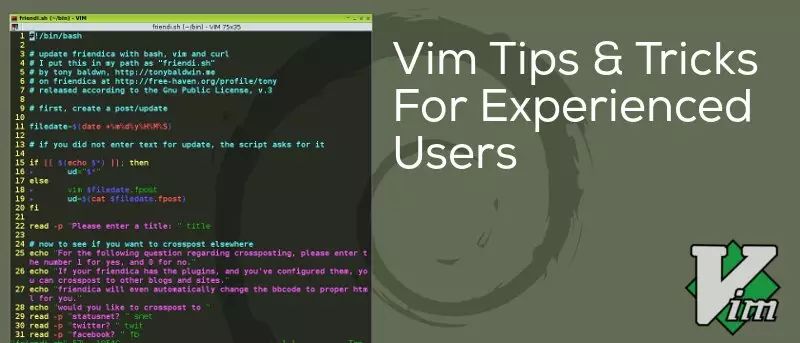 friendi.sh (~/bin) - VIM
friendi.sh (~/bin) - VIM 75x35
1 #!/bin/bash
2
3 # update friendica with bash, vim and curl
4 # I put this in my path as "friendi.sh"
5 # by tony baldwn, http://tonybaldwin.me
6 # on friendica at http://free-haven.org/profile/tony
7 # released according to the Gnu Public License, v.3
8
9 # first, create a post/update
10
11 filedate=$(date +%m%d%y%H%M%S)
12
13 # if you did not enter text for update, the script asks for it
14
15 if [[ $(echo $*) ]]; then
16 ud="$*"
17 else
18 vim $filedate.fpost
19 ud=$(cat $filedate.fpost)
20 fi
21
22 read -p "Please enter a title: " title
23
24 # now to see if you want to crosspost elsewhere
25 echo "For the following question regarding crossposting, please enter t
he number 1 for yes, and 0 for no."
26 echo "If your friendica has the plugins, and you've configured them, yo
u can crosspost to other blogs and sites."
27 echo "friendica will even automatically change the bbcode to proper htm
l for you."
28 echo "would you like to crosspost to "
29 read -p "statusnet? " snet
30 read -p "twitter? " twit
31 read -p "facebook? " fb
Vim Tips & Tricks
For Experienced
Users
Vim